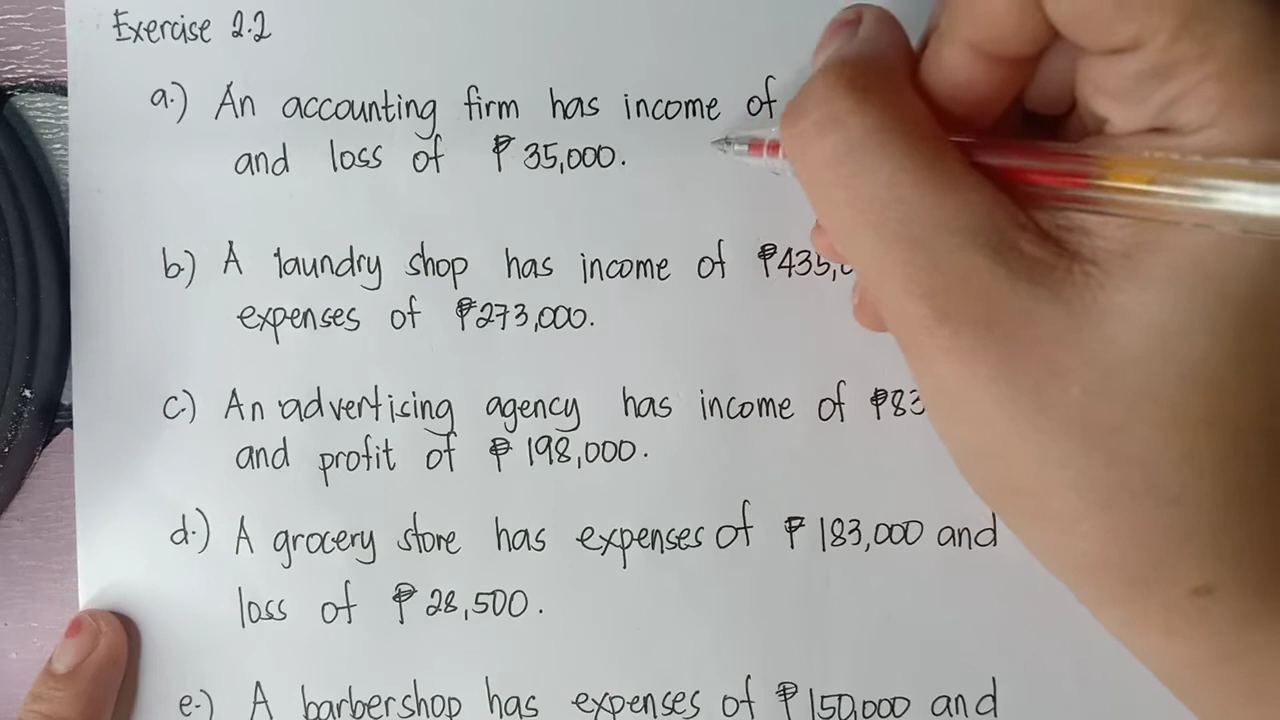 Exercise 2.2
a.) An accounting firm has income of
and loss of ₱ 35,000.
b.) A laundry shop has income of
expenses of ₱273,000.
c.) An advertising agency has income of
and profit of ₱ 198,000.
d.) A grocery store has expenses of ₱ 183,000 and
loss of ₱ 28,500.
e.) A barbershop has expenses of ₱150,000 and